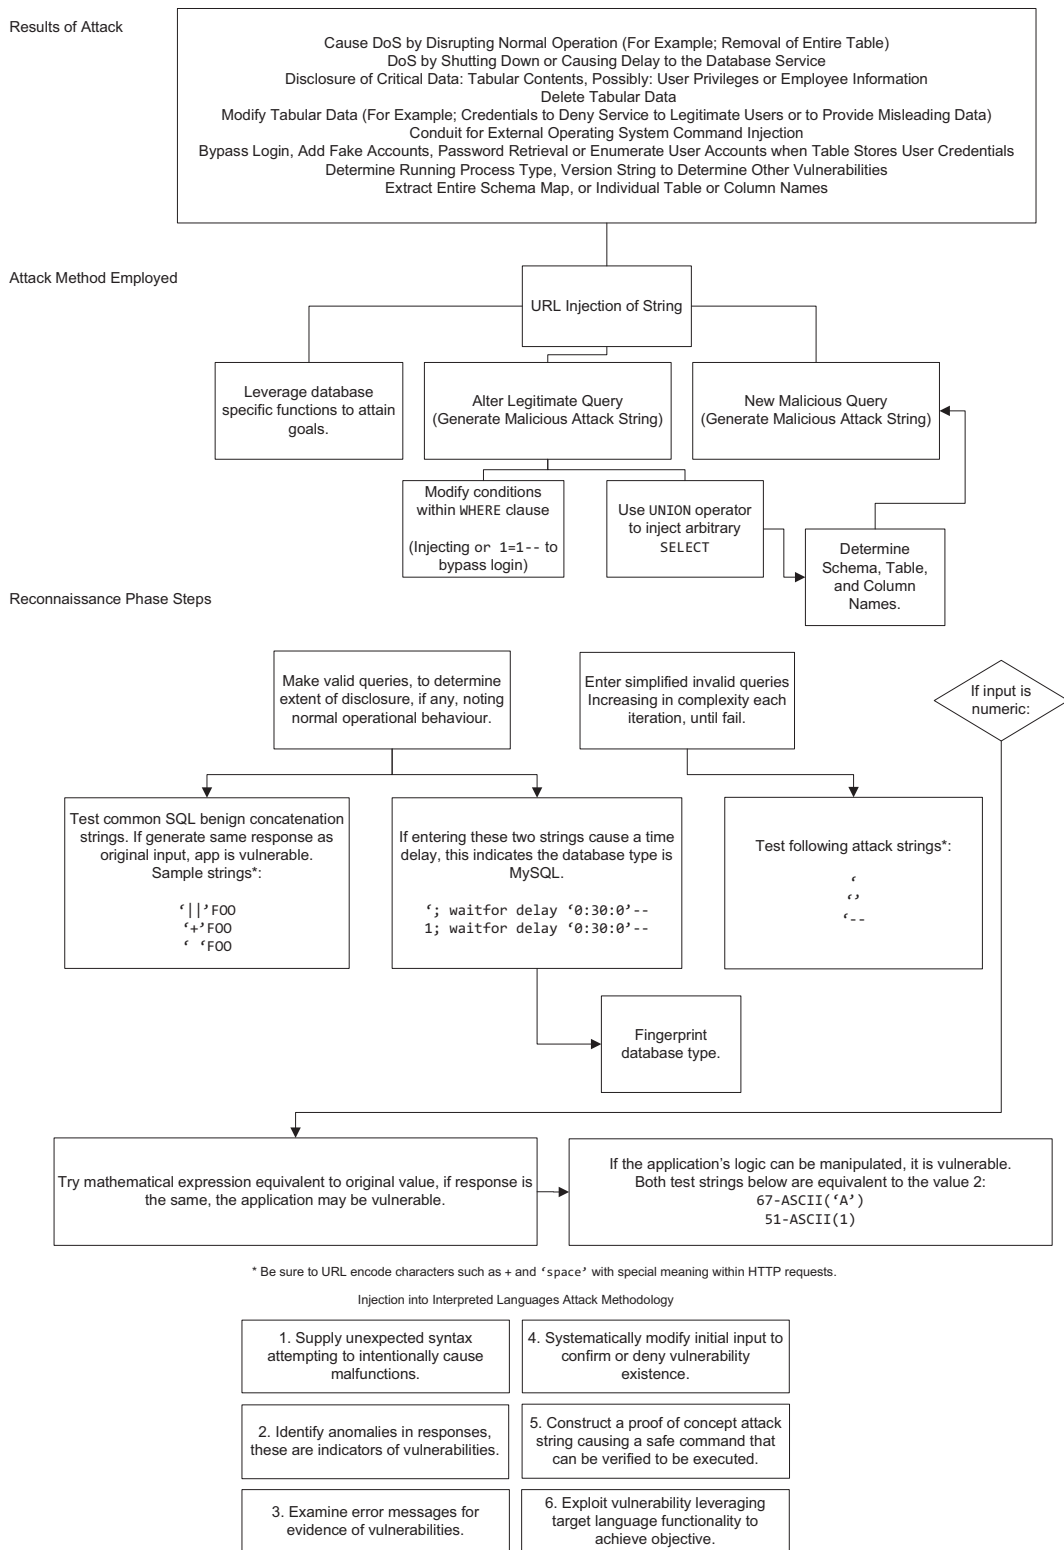 Results of Attack
Cause DoS by Disrupting Normal Operation (For Example; Removal of Entire Table)
DoS by Shutting Down or Causing Delay to the Database Service
Disclosure of Critical Data: Tabular Contents, Possibly: User Privileges or Employee Information
Delete Tabular Data
Modify Tabular Data (For Example; Credentials to Deny Service to Legitimate Users or to Provide Misleading Data)
Conduit for External Operating System Command Injection
Bypass Login, Add Fake Accounts, Password Retrieval or Enumerate User Accounts when Table Stores User Credentials
Determine Running Process Type, Version String to Determine Other Vulnerabilities
Extract Entire Schema Map, or Individual Table or Column Names
Attack Method Employed
URL Injection of String
Leverage database
specific functions to attain
goals.
Alter Legitimate Query
(Generate Malicious Attack String)
New Malicious Query
(Generate Malicious Attack String)
Modify conditions
within WHERE clause
(Injecting or 1=1-- to
bypass login)
Use UNION operator
to inject arbitrary
SELECT
Determine
Schema, Table,
and Column
Names.
Reconnaissance Phase Steps
Make valid queries, to determine
extent of disclosure, if any, noting
normal operational behaviour.
Enter simplified invalid queries
Increasing in complexity each
iteration, until fail.
If input is
numeric:
Test common SQL benign concatenation
strings. If generate same response as
original input, app is vulnerable.
Sample strings*:
‘||’FOO
‘+’FOO
‘ ‘FOO
If entering these two strings cause a time
delay, this indicates the database type is
MySQL.
‘; waitfor delay ‘0:30:0’--
1; waitfor delay ‘0:30:0’--
Test following attack strings*:
‘
‘’
‘--
Fingerprint
database type.
Try mathematical expression equivalent to original value, if response is
the same, the application may be vulnerable.
If the application’s logic can be manipulated, it is vulnerable.
Both test strings below are equivalent to the value 2:
67-ASCII(‘A’)
51-ASCII(1)
* Be sure to URL encode characters such as + and ‘space’ with special meaning within HTTP requests.
Injection into Interpreted Languages Attack Methodology
1. Supply unexpected syntax
attempting to intentionally cause
malfunctions.
2. Identify anomalies in responses,
these are indicators of vulnerabilities.
3. Examine error messages for
evidence of vulnerabilities.
4. Systematically modify initial input to
confirm or deny vulnerability
existence.
5. Construct a proof of concept attack
string causing a safe command that
can be verified to be executed.
6. Exploit vulnerability leveraging
target language functionality to
achieve objective.